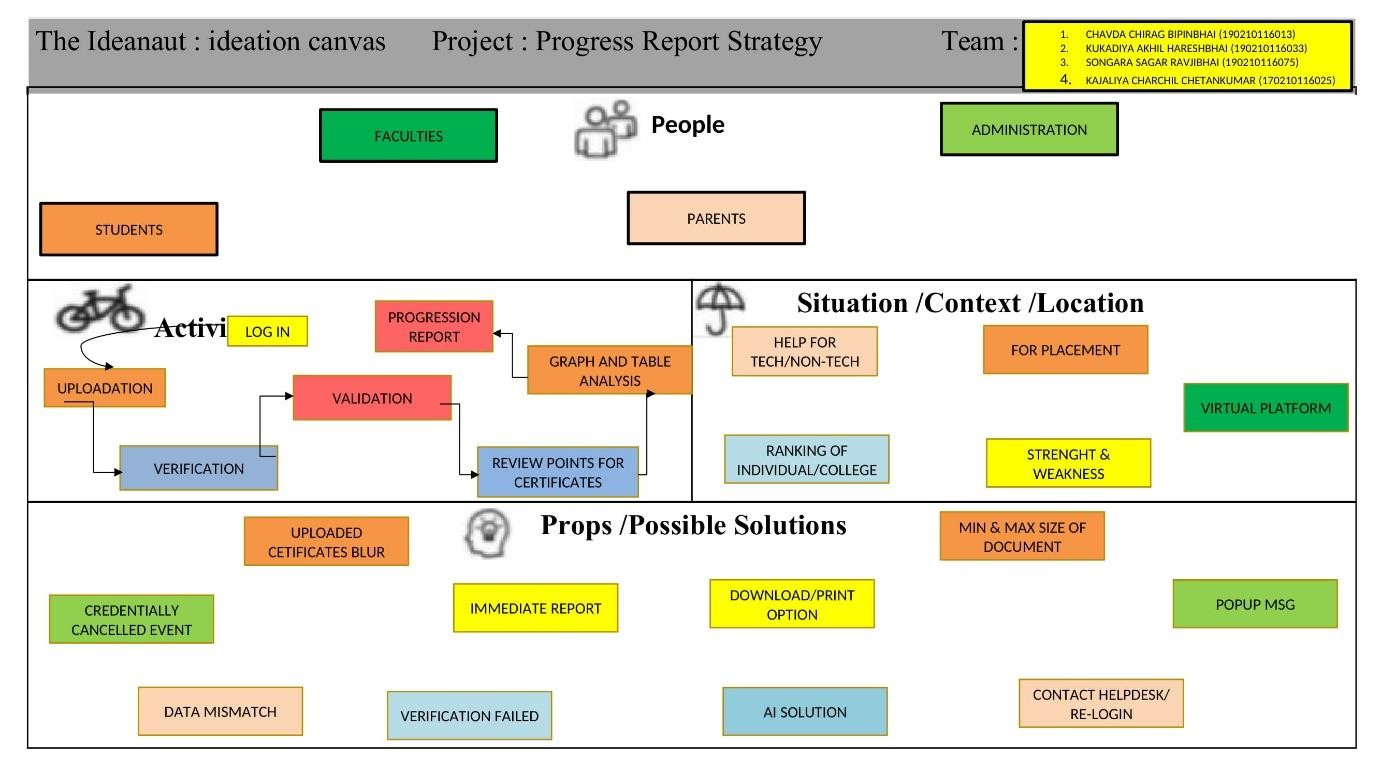 The Ideanaut : ideation canvas Project : Progress Report Strategy Team :
1. CHAVDA CHIRAG BIPINBHAI (190210116013)
2. KUKADIYA AKHIL HARESHBHAI (190210116033)
3. SONGARA SAGAR RAVJIBHAI (190210116075)
4. KAJALIYA CHARCHIL CHETANKUMAR (170210116025)
People
FACULTIES
ADMINISTRATION
STUDENTS
PARENTS
Activi
LOG IN
PROGRESSION
REPORT
GRAPH AND TABLE
ANALYSIS
UPLOADATION
VALIDATION
VERIFICATION
REVIEW POINTS FOR
CERTIFICATES
Situation /Context /Location
HELP FOR
TECH/NON-TECH
FOR PLACEMENT
VIRTUAL PLATFORM
RANKING OF
INDIVIDUAL/COLLEGE
STRENGHT &
WEAKNESS
Props /Possible Solutions
UPLOADED
CETIFICATES BLUR
MIN & MAX SIZE OF
DOCUMENT
CREDENTIALLY
CANCELLED EVENT
IMMEDIATE REPORT
DOWNLOAD/PRINT
OPTION
POPUP MSG
DATA MISMATCH
VERIFICATION FAILED
AI SOLUTION
CONTACT HELPDESK/
RE-LOGIN